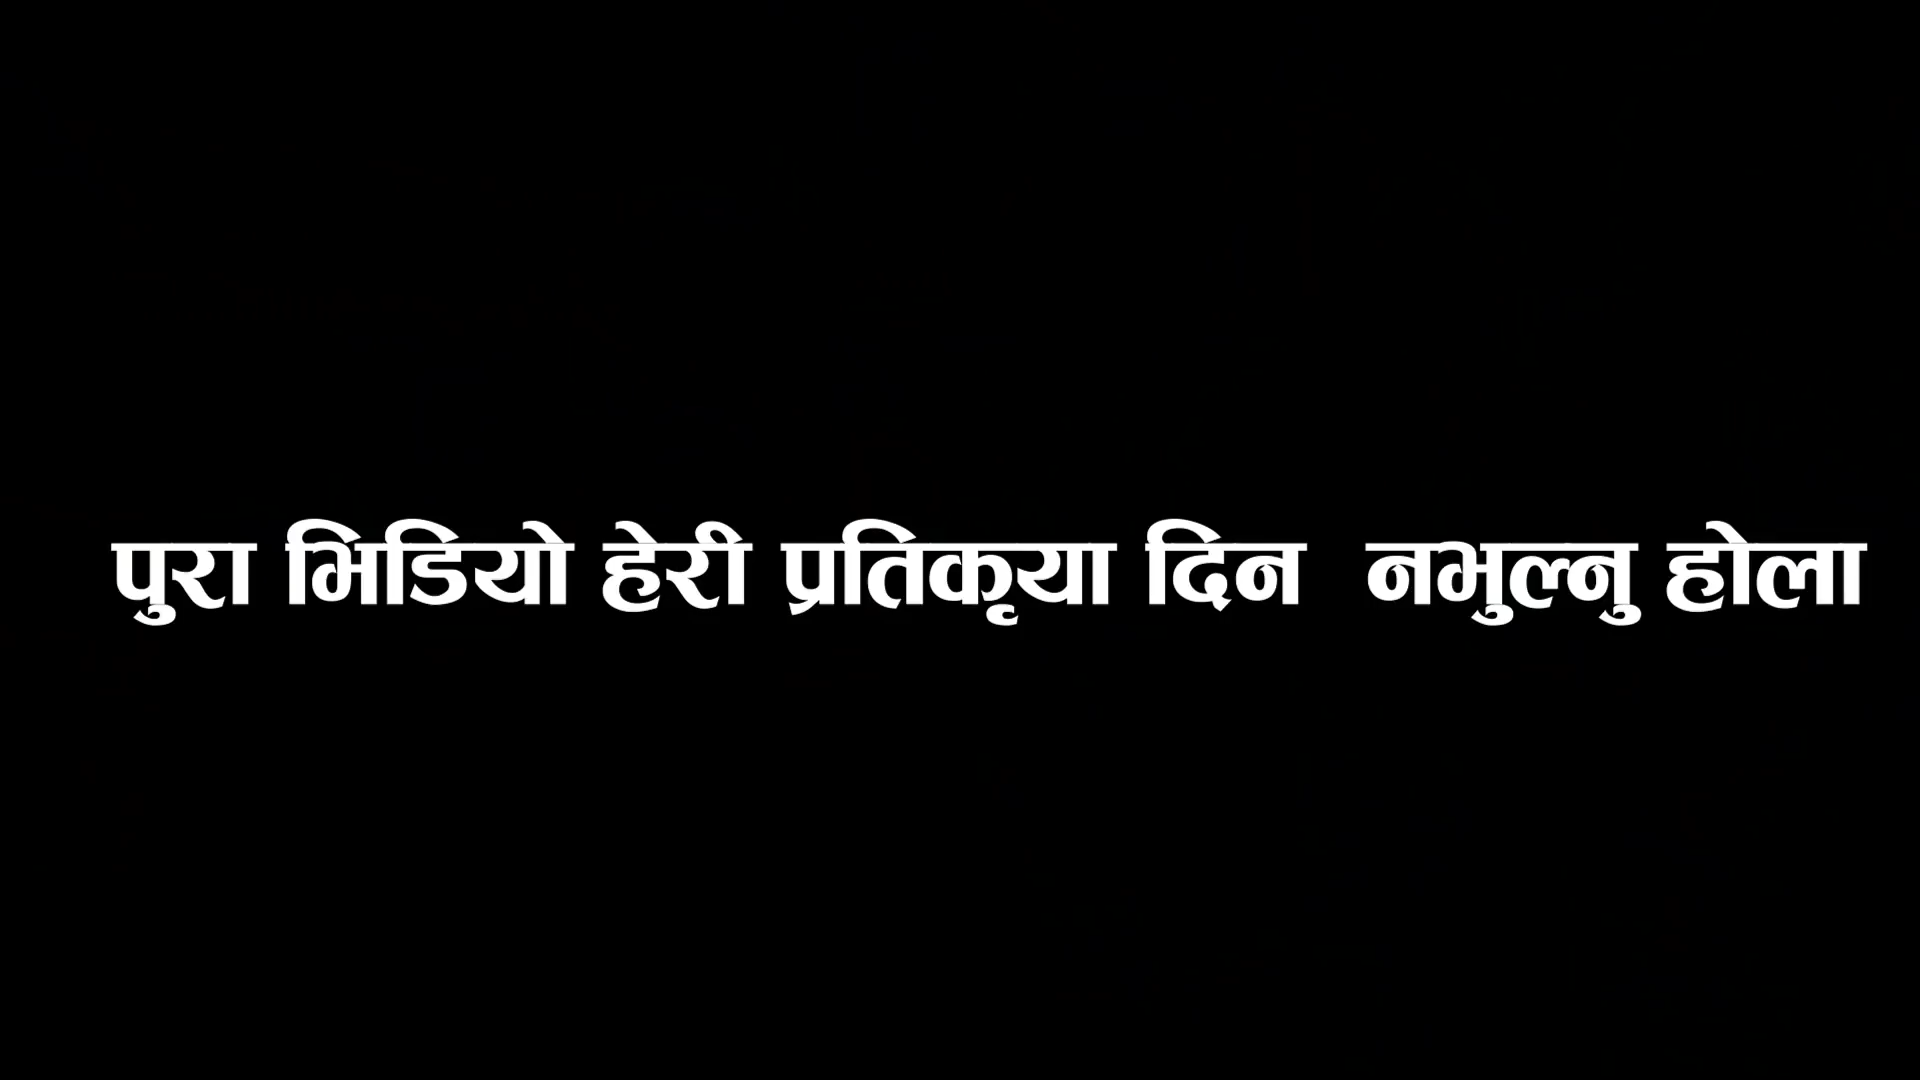 पुरा भिडियो हेरी प्रतिकृया दिन नभुल्नु होला